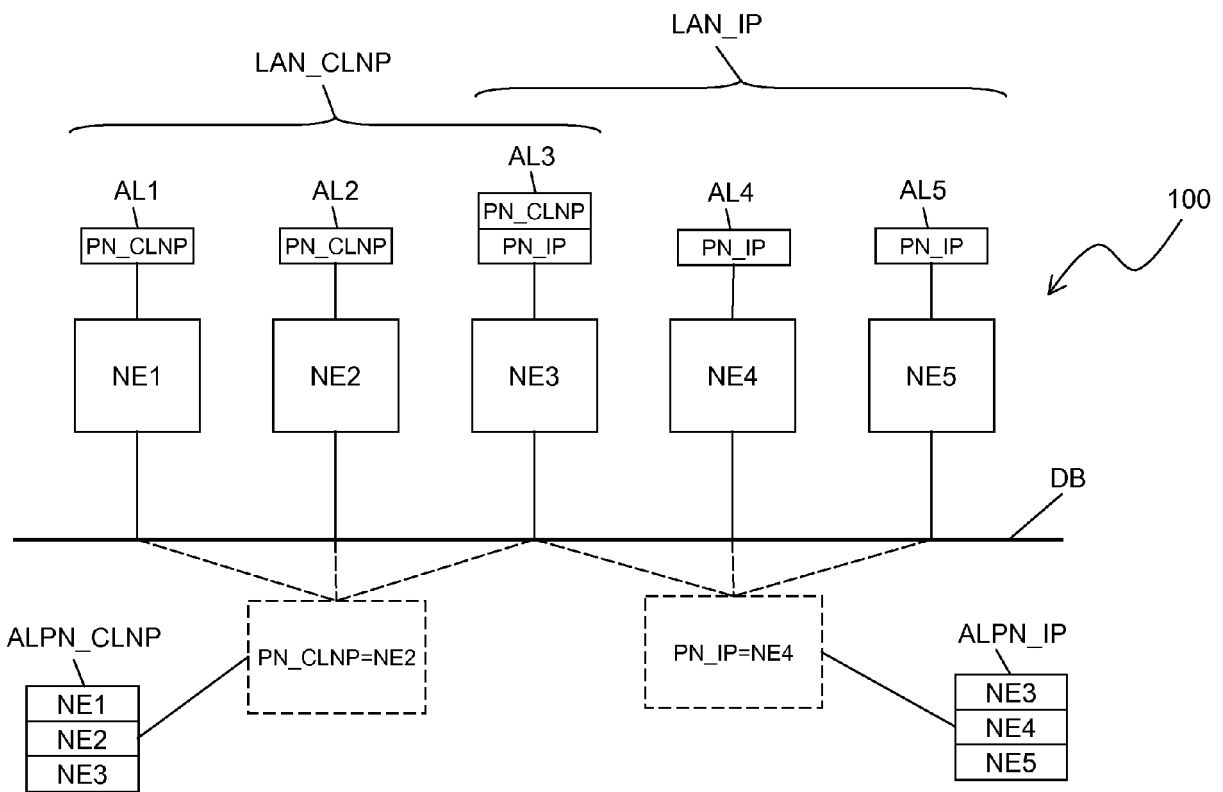 LAN_IP
LAN_CLNP
AL1
AL2
AL3
AL4
AL5
100
PN_CLNP
PN_CLNP
PN_CLNP
PN_IP
PN_IP
PN_IP
NE1
NE2
NE3
NE4
NE5
DB
ALPN_CLNP
NE1
NE2
NE3
PN_CLNP=NE2
PN_IP=NE4
ALPN_IP
NE3
NE4
NE5